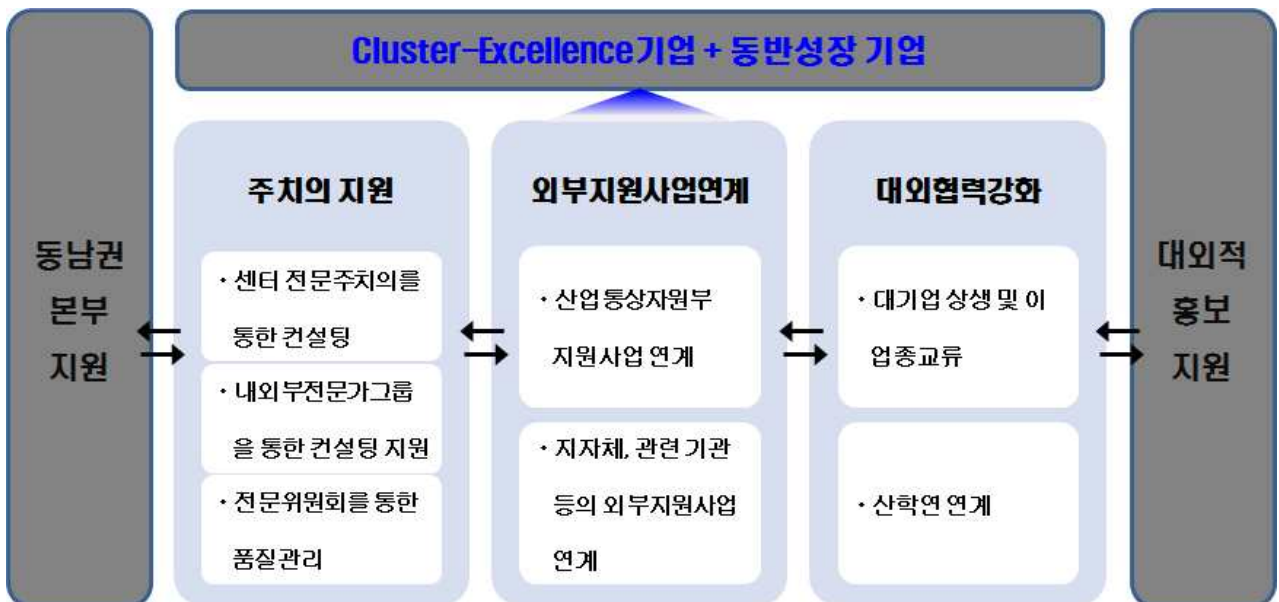 Cluster-Excellence기업 + 동반성장 기업
동남권
본부
지원
주치의 지원
・센터 전문주치의를
통한 컨설팅
・내외부전문가그룹
을 통한 컨설팅 지원
・전문위원회를 통한
품질관리
외부지원사업연계
・산업통상자원부
지원사업 연계
・지자체, 관련 기관
등의 외부지원사업
연계
대외협력강화
・대기업 상생 및 이
업종교류
・산학연 연계
대외적
홍보
지원